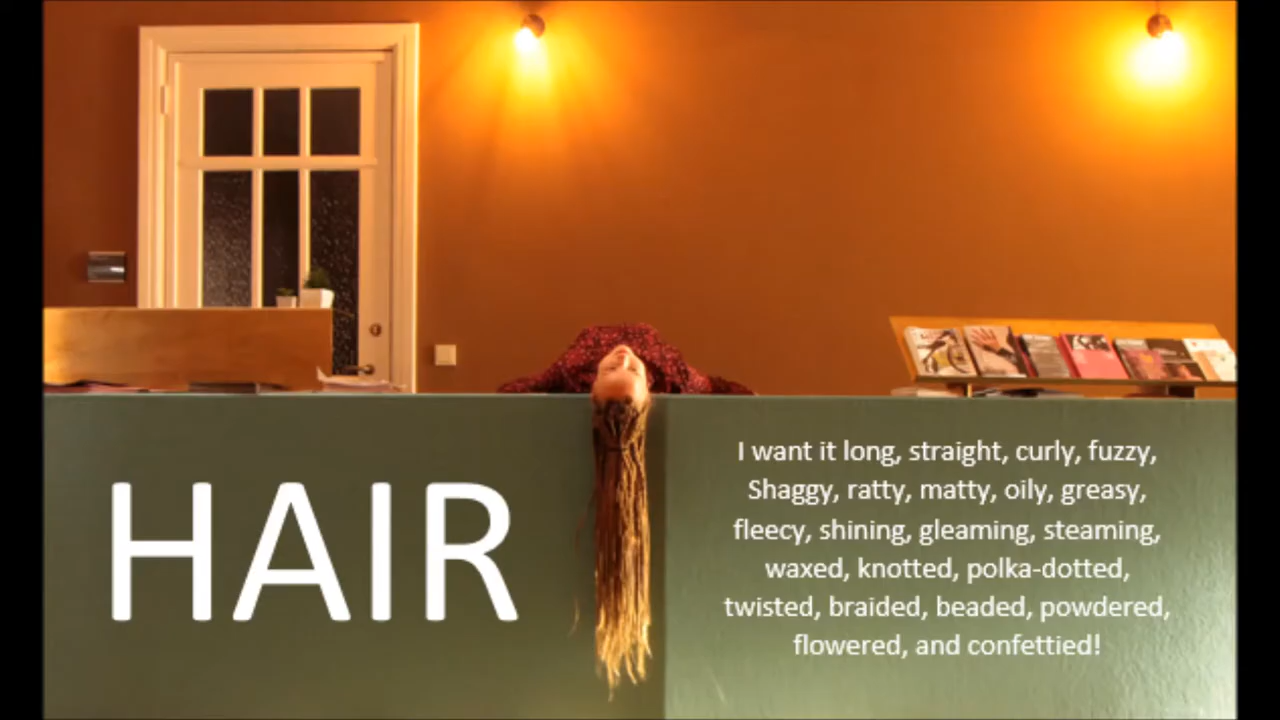 HAIR
I want it long, straight, curly, fuzzy,
Shaggy, ratty, matty, oily, greasy,
fleecy, shining, gleaming, steaming,
waxed, knotted, polka-dotted,
twisted, braided, beaded, powdered,
flowered, and confettied!